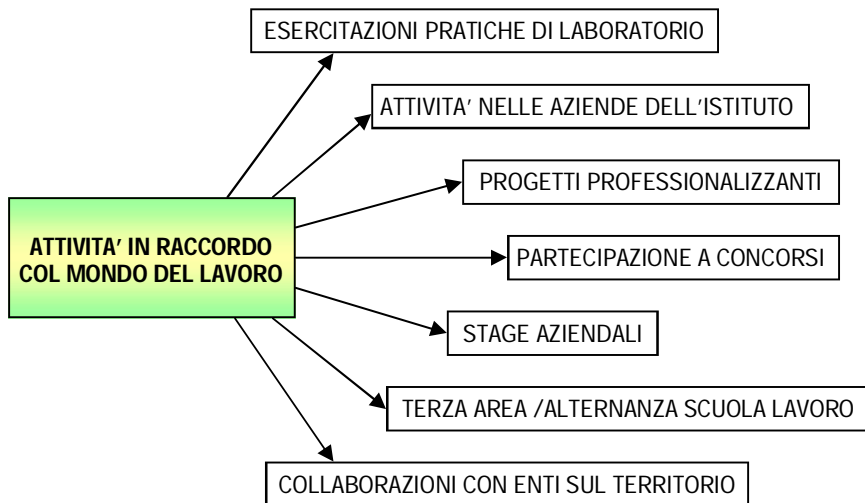 ESERCITAZIONI PRATICHE DI LABORATORIO
ATTIVITA’ NELLE AZIENDE DELL’ISTITUTO
PROGETTI PROFESSIONALIZZANTI
ATTIVITA’ IN RACCORDO
COL MONDO DEL LAVORO
PARTECIPAZIONE A CONCORSI
STAGE AZIENDALI
TERZA AREA /ALTERNANZA SCUOLA LAVORO
COLLABORAZIONI CON ENTI SUL TERRITORIO